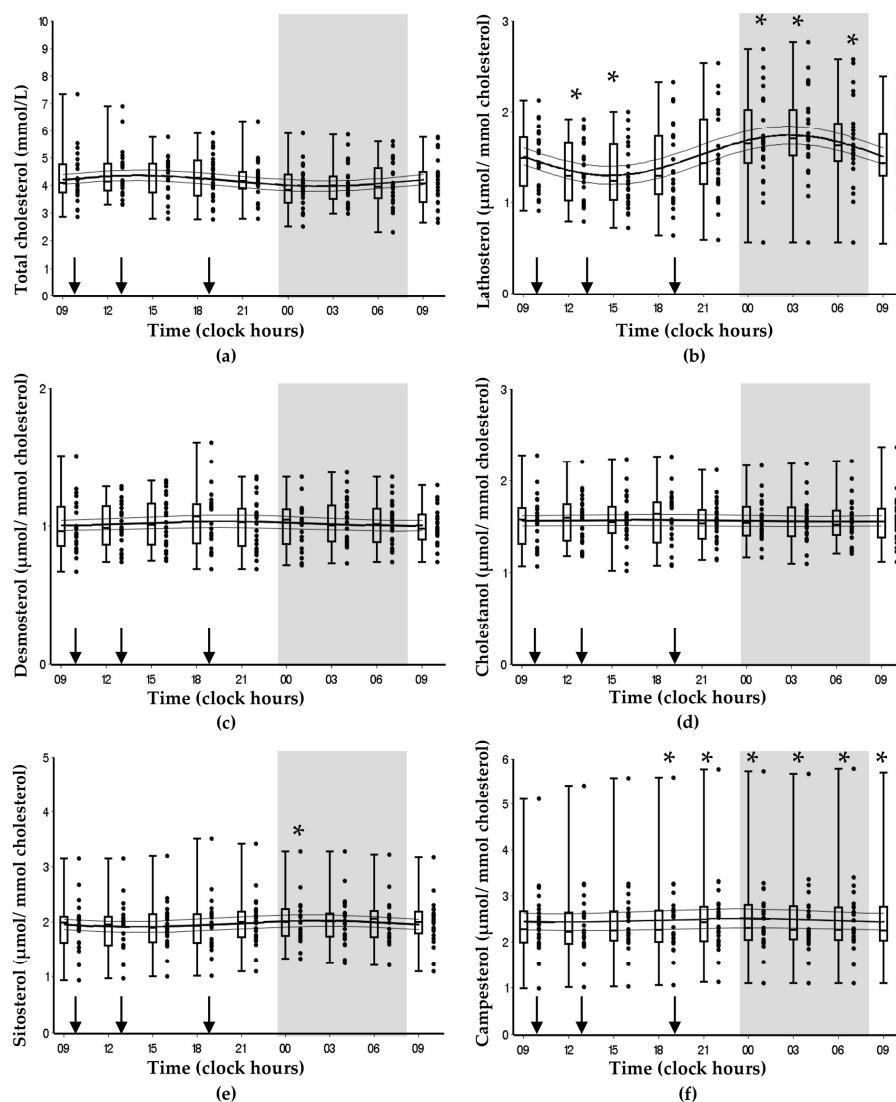 Total cholesterol (mmol/L)
10
9
8
7
6
5
4
3
2
1
0
09 12 15 18 21 00 03 06 09
Time (clock hours)
(a)
Lathosterol (µmol/ mmol cholesterol)
3
2
1
0
* * * * *
09 12 15 18 21 00 03 06 09
Time (clock hours)
(b)
Desmosterol (µmol/ mmol cholesterol)
2
1
0
09 12 15 18 21 00 03 06 09
Time (clock hours)
(c)
Cholestanol (µmol/ mmol cholesterol)
3
2
1
0
09 12 15 18 21 00 03 06 09
Time (clock hours)
(d)
Sitosterol (µmol/ mmol cholesterol)
5
4
3
2
1
0
*
09 12 15 18 21 00 03 06 09
Time (clock hours)
(e)
Campesterol (µmol/ mmol cholesterol)
6
5
4
3
2
1
0
* * * * * *
09 12 15 18 21 00 03 06 09
Time (clock hours)
(f)